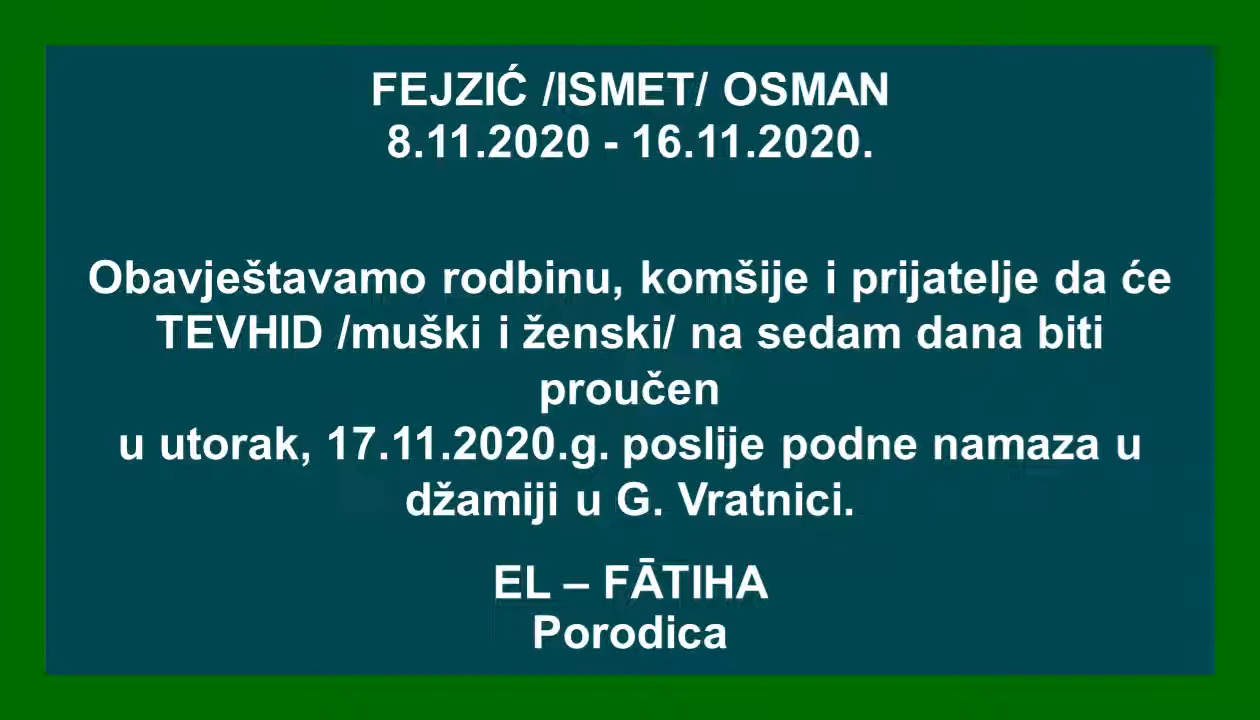 FEJZIĆ /ISMET/ OSMAN
8.11.2020 - 16.11.2020.
Obavještavamo rodbinu, komšije i prijatelje da će
TEVHID /muški i ženski/ na sedam dana biti
proučen
u utorak, 17.11.2020.g. poslije podne namaza u
džamiji u G. Vratnici.
EL – FĀTIHA
Porodica